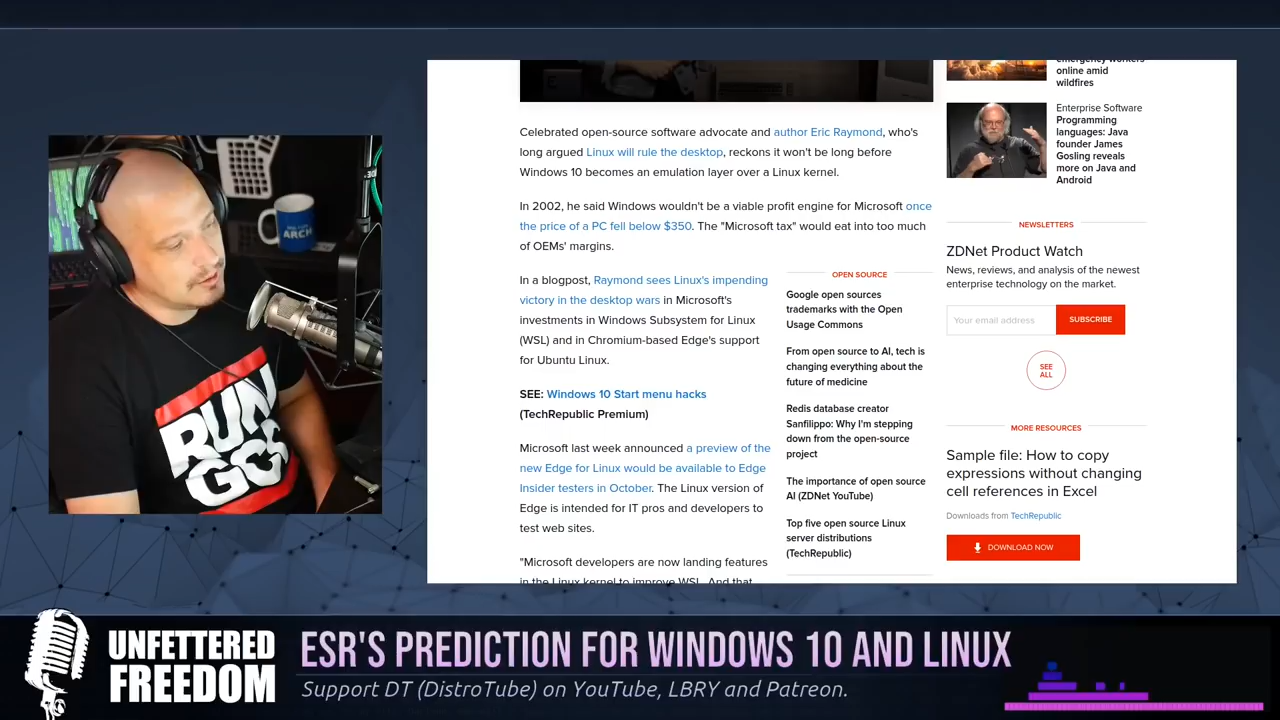 ARCH
RUN
GCC
Celebrated open-source software advocate and author Eric Raymond, who's
long argued Linux will rule the desktop, reckons it won't be long before
Windows 10 becomes an emulation layer over a Linux kernel.
In 2002, he said Windows wouldn't be a viable profit engine for Microsoft once
the price of a PC fell below $350. The "Microsoft tax" would eat into too much
of OEMs' margins.
In a blogpost, Raymond sees Linux's impending
victory in the desktop wars in Microsoft's
investments in Windows Subsystem for Linux
(WSL) and in Chromium-based Edge's support
for Ubuntu Linux.
SEE: Windows 10 Start menu hacks
(TechRepublic Premium)
Microsoft last week announced a preview of the
new Edge for Linux would be available to Edge
Insider testers in October. The Linux version of
Edge is intended for IT pros and developers to
test web sites.
"Microsoft developers are now landing features
in the Linux kernel to improve WSL. And that
OPEN SOURCE
Google open sources
trademarks with the Open
Usage Commons
From open source to AI, tech is
changing everything about the
future of medicine
Redis database creator
Sanfilippo: Why I'm stepping
down from the open-source
project
The importance of open source
AI (ZDNet YouTube)
Top five open source Linux
server distributions
(TechRepublic)
emergency workers
online amid
wildfires
Enterprise Software
Programming
languages: Java
founder James
Gosling reveals
more on Java and
Android
NEWSLETTERS
ZDNet Product Watch
News, reviews, and analysis of the newest
enterprise technology on the market.
Your email address
SUBSCRIBE
SEE
ALL
MORE RESOURCES
Sample file: How to copy
expressions without changing
cell references in Excel
Downloads from TechRepublic
DOWNLOAD NOW
UNFETTERED
FREEDOM
ESR'S PREDICTION FOR WINDOWS 10 AND LINUX
Support DT (DistroTube) on YouTube, LBRY and Patreon.